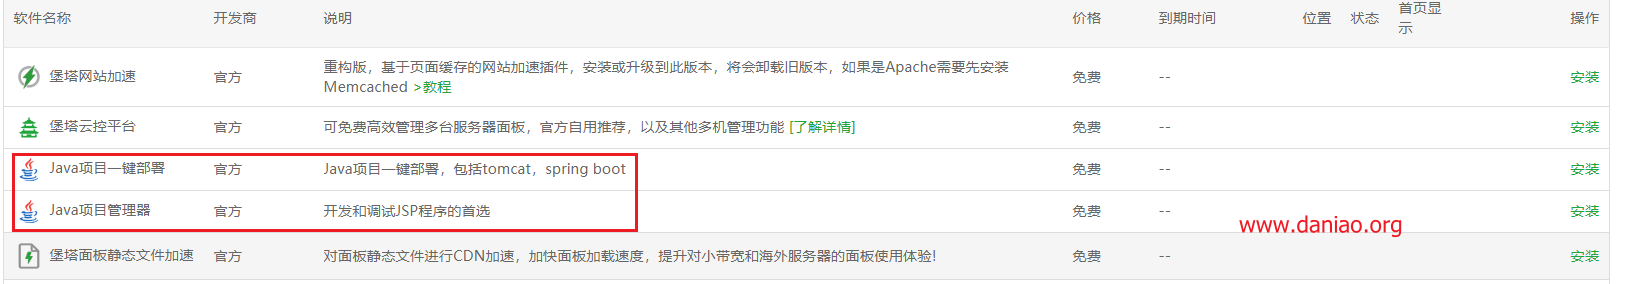 软件名称 开发商 说明 价格 到期时间 位置 状态 首页显
示 操作
堡塔网站加速 官方 重构版，基于页面缓存的网站加速插件，安装或升级到此版本，将会卸载旧版本，如果是Apache需要先安装
Memcached >教程 免费 -- 安装
堡塔云控平台 官方 可免费高效管理多台服务器面板，官方自用推荐，以及其他多机管理功能 [了解详情] 免费 -- 安装
Java项目一键部署 官方 Java项目一键部署，包括tomcat，spring boot 免费 -- 安装
Java项目管理器 官方 开发和调试JSP程序的首选 免费 -- 安装
www.daniao.org
堡塔面板静态文件加速 官方 对面板静态文件进行CDN加速，加快面板加载速度，提升对小带宽和海外服务器的面板使用体验! 免费 -- 安装